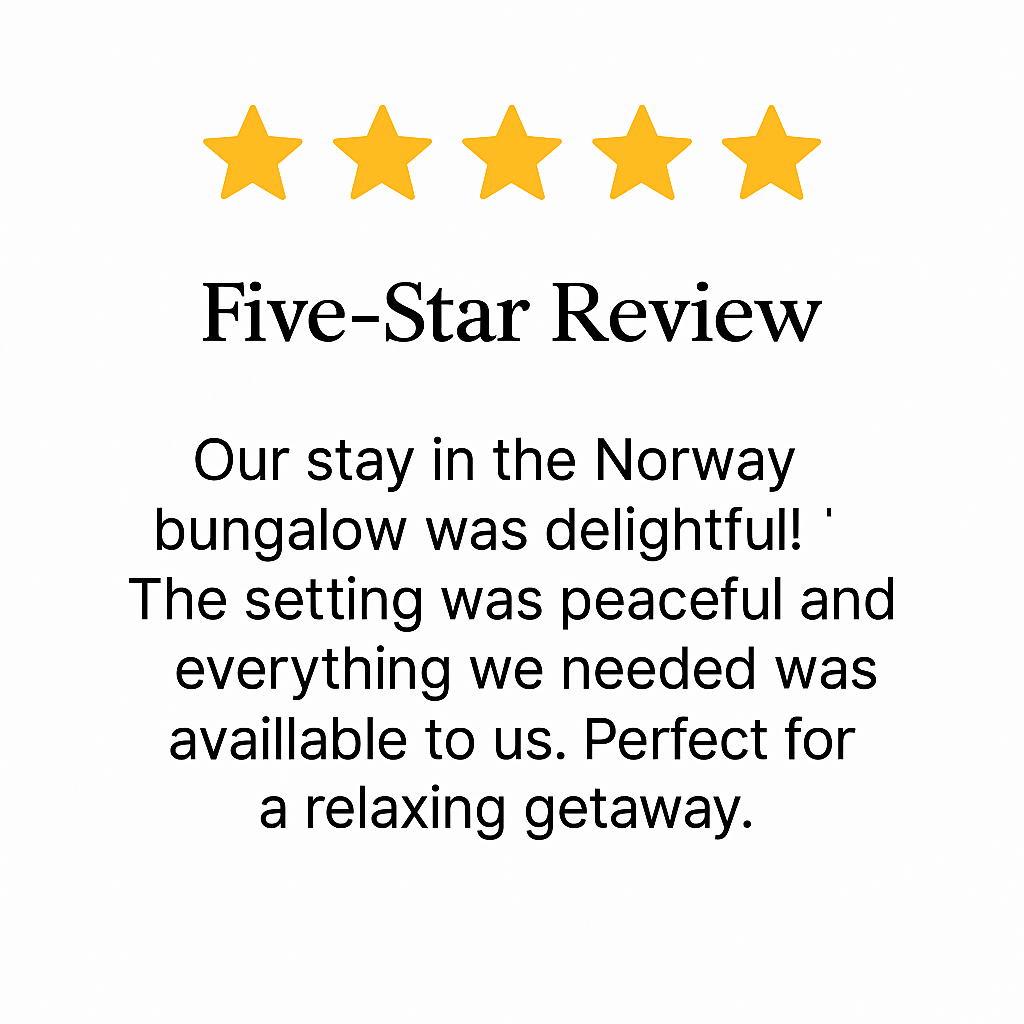 Five-Star Review
Our stay in the Norway
bungalow was delightful! '
The setting was peaceful and
everything we needed was
availlable to us. Perfect for
a relaxing getaway.